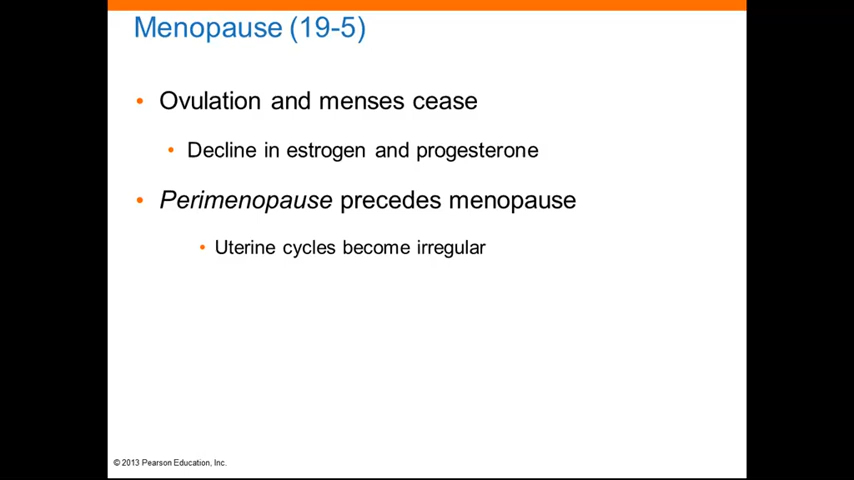 Menopause (19-5)
• Ovulation and menses cease
• Decline in estrogen and progesterone
• Perimenopause precedes menopause
• Uterine cycles become irregular
© 2013 Pearson Education, Inc.